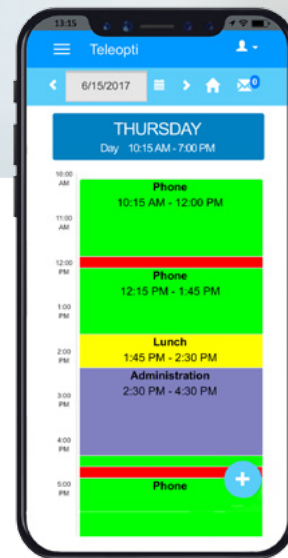 13:15
Teleopti
6/15/2017
0
THURSDAY
Day 10:15 AM - 7:00 PM
10:00
AM
Phone
10:15 AM - 12:00 PM
11:00
AM
12:00
PM
Phone
12:15 PM - 1:45 PM
1:00
PM
Lunch
1:45 PM - 2:30 PM
2:00
PM
Administration
2:30 PM - 4:30 PM
3:00
PM
4:00
PM
5:00
PM
Phone
+